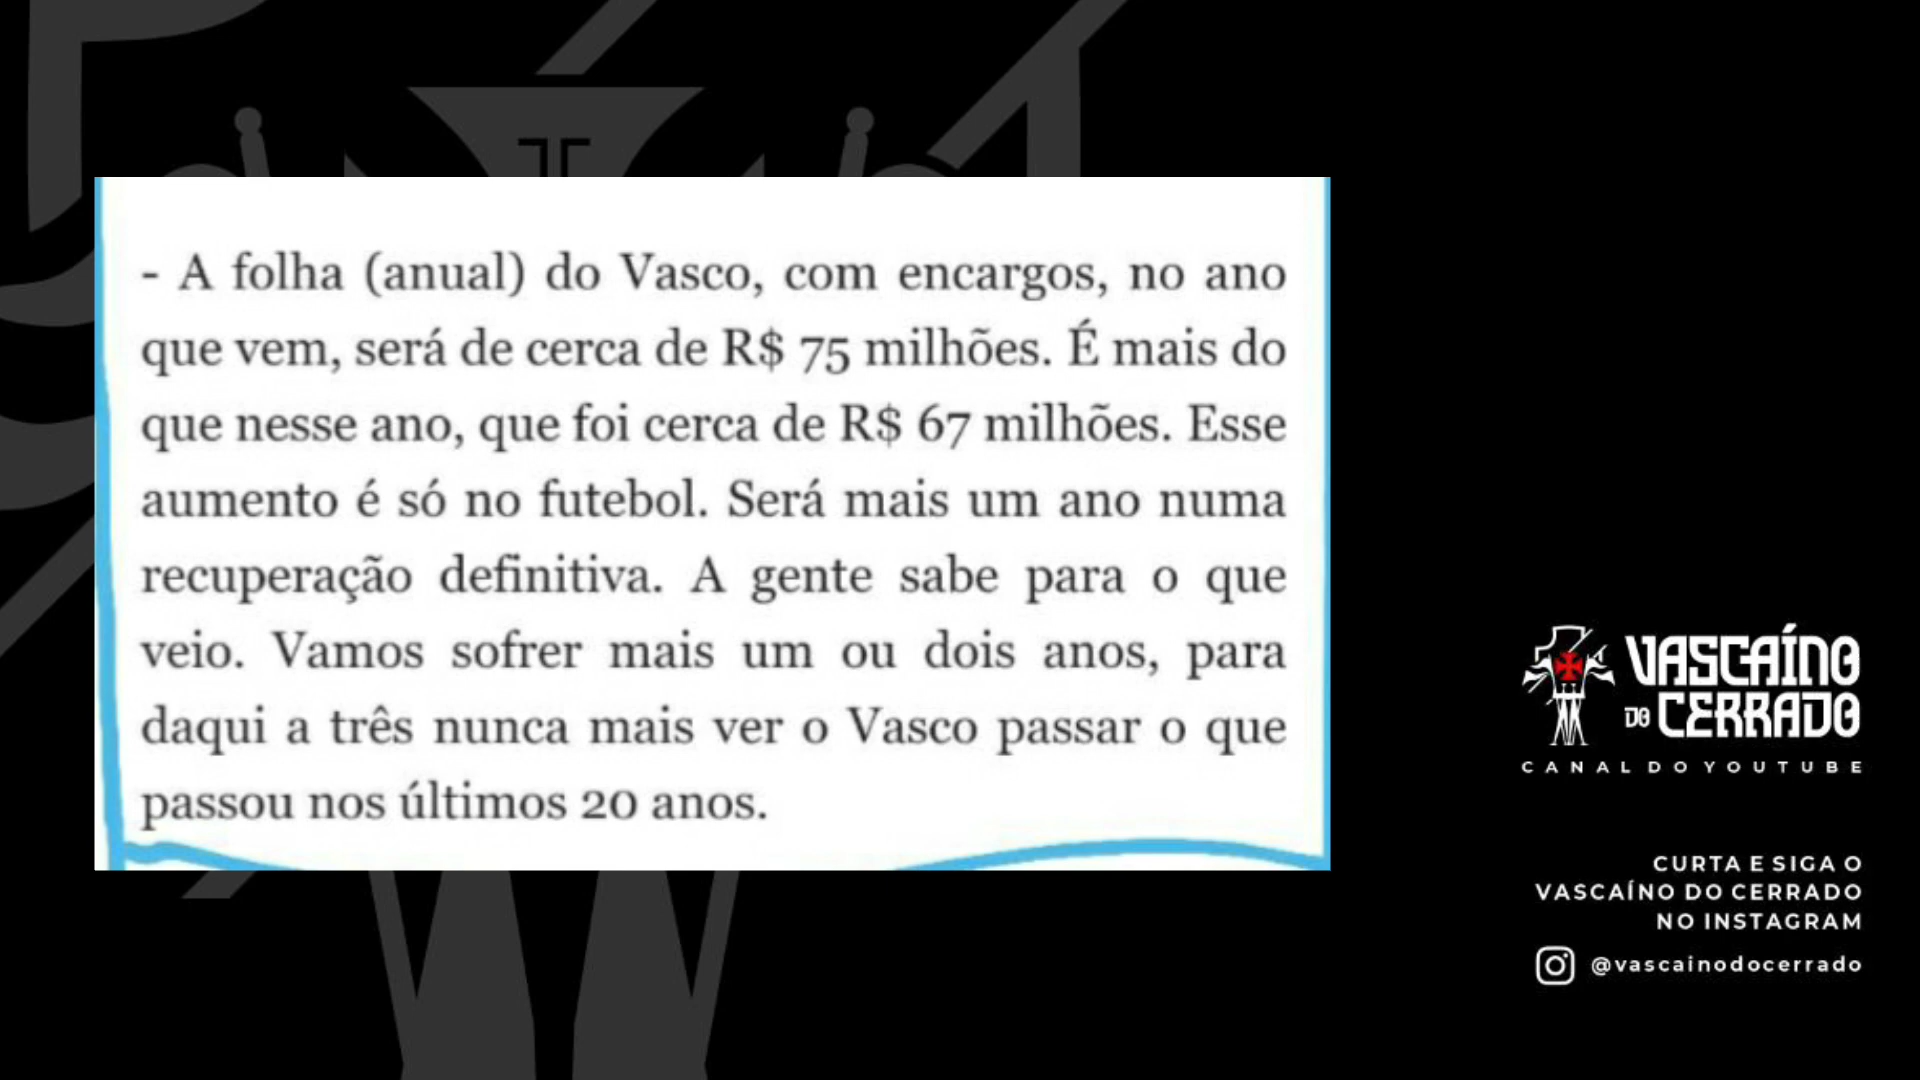 - A folha (anual) do Vasco, com encargos, no ano
que vem, será de cerca de R$ 75 milhões. É mais do
que nesse ano, que foi cerca de R$ 67 milhões. Esse
aumento é só no futebol. Será mais um ano numa
recuperação definitiva. A gente sabe para o que
veio. Vamos sofrer mais um ou dois anos, para
daqui a três nunca mais ver o Vasco passar o que
passou nos últimos 20 anos.
VASCAÍNO
DO CERRADO
CANAL DO YOUTUBE
CURTA E SIGA O
VASCAÍNO DO CERRADO
NO INSTAGRAM
@vascainodocerrado